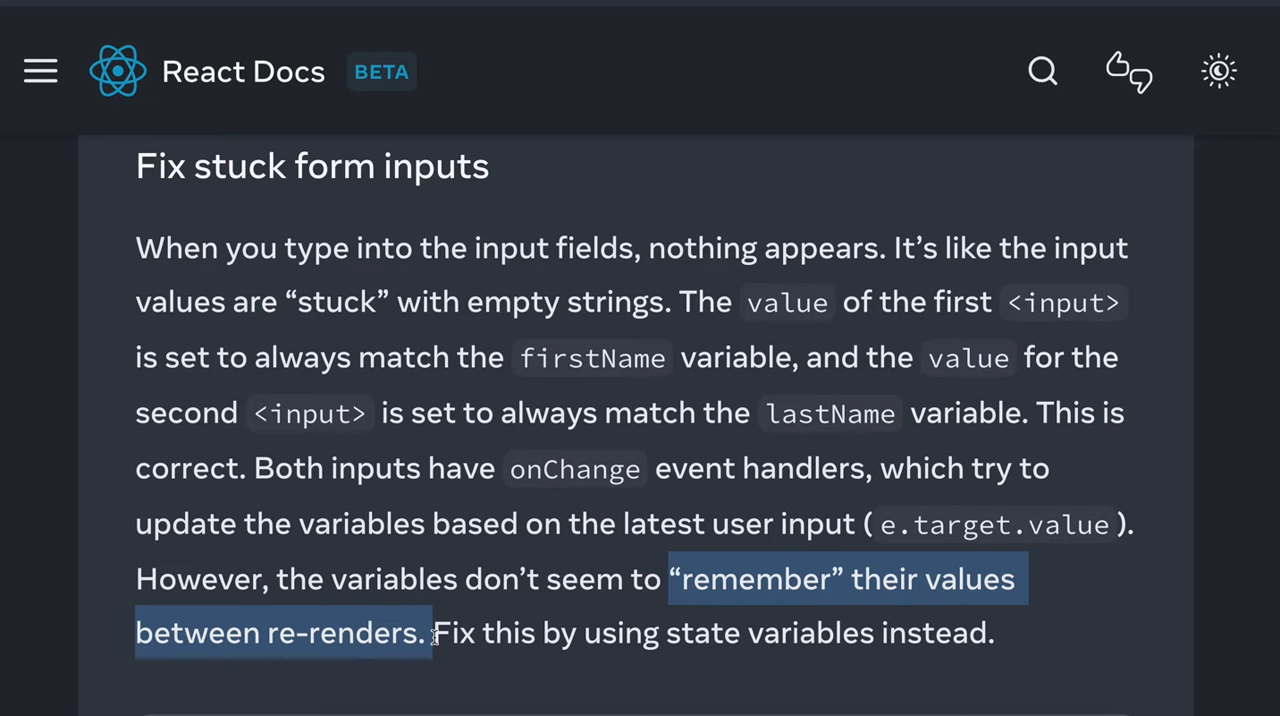 React Docs BETA
Fix stuck form inputs
When you type into the input fields, nothing appears. It’s like the input
values are “stuck” with empty strings. The value of the first <input>
is set to always match the firstName variable, and the value for the
second <input> is set to always match the lastName variable. This is
correct. Both inputs have onChange event handlers, which try to
update the variables based on the latest user input (e.target.value).
However, the variables don’t seem to “remember” their values
between re-renders. Fix this by using state variables instead.